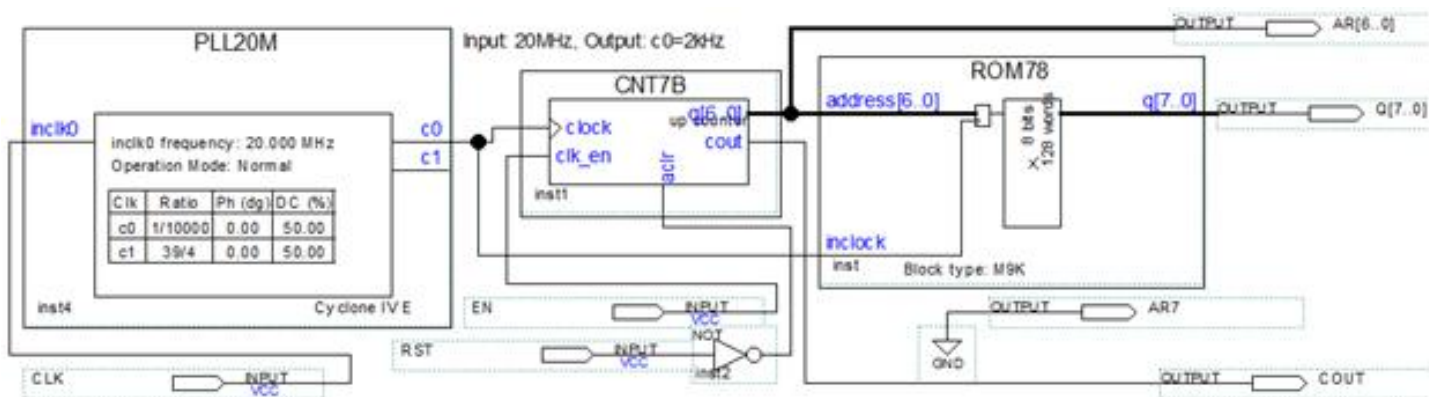 PLL20M
Input: 20MHz, Output: c0=2kHz
OUTPUT AR[6..0]
CNT7B
ROM78
inclk0
c0
c1
inclk0 frequency: 20.000 MHz
Operation Mode: Normal
Clk Ratio Ph (dg) DC (%)
c0 1/10000 0.00 50.00
c1 39/4 0.00 50.00
inst4
Cyclone IV E
q[6..0]
up counter
clock
cout
clk_en
aclr
inst1
address[6..0]
q[7..0]
8 bits
X
128 words
OUTPUT Q[7..0]
inclock
inst
Block type: M9K
EN INPUT
VCC
OUTPUT AR7
GND
RST INPUT
VCC
NOT
inst2
CLK INPUT
VCC
OUTPUT COUT